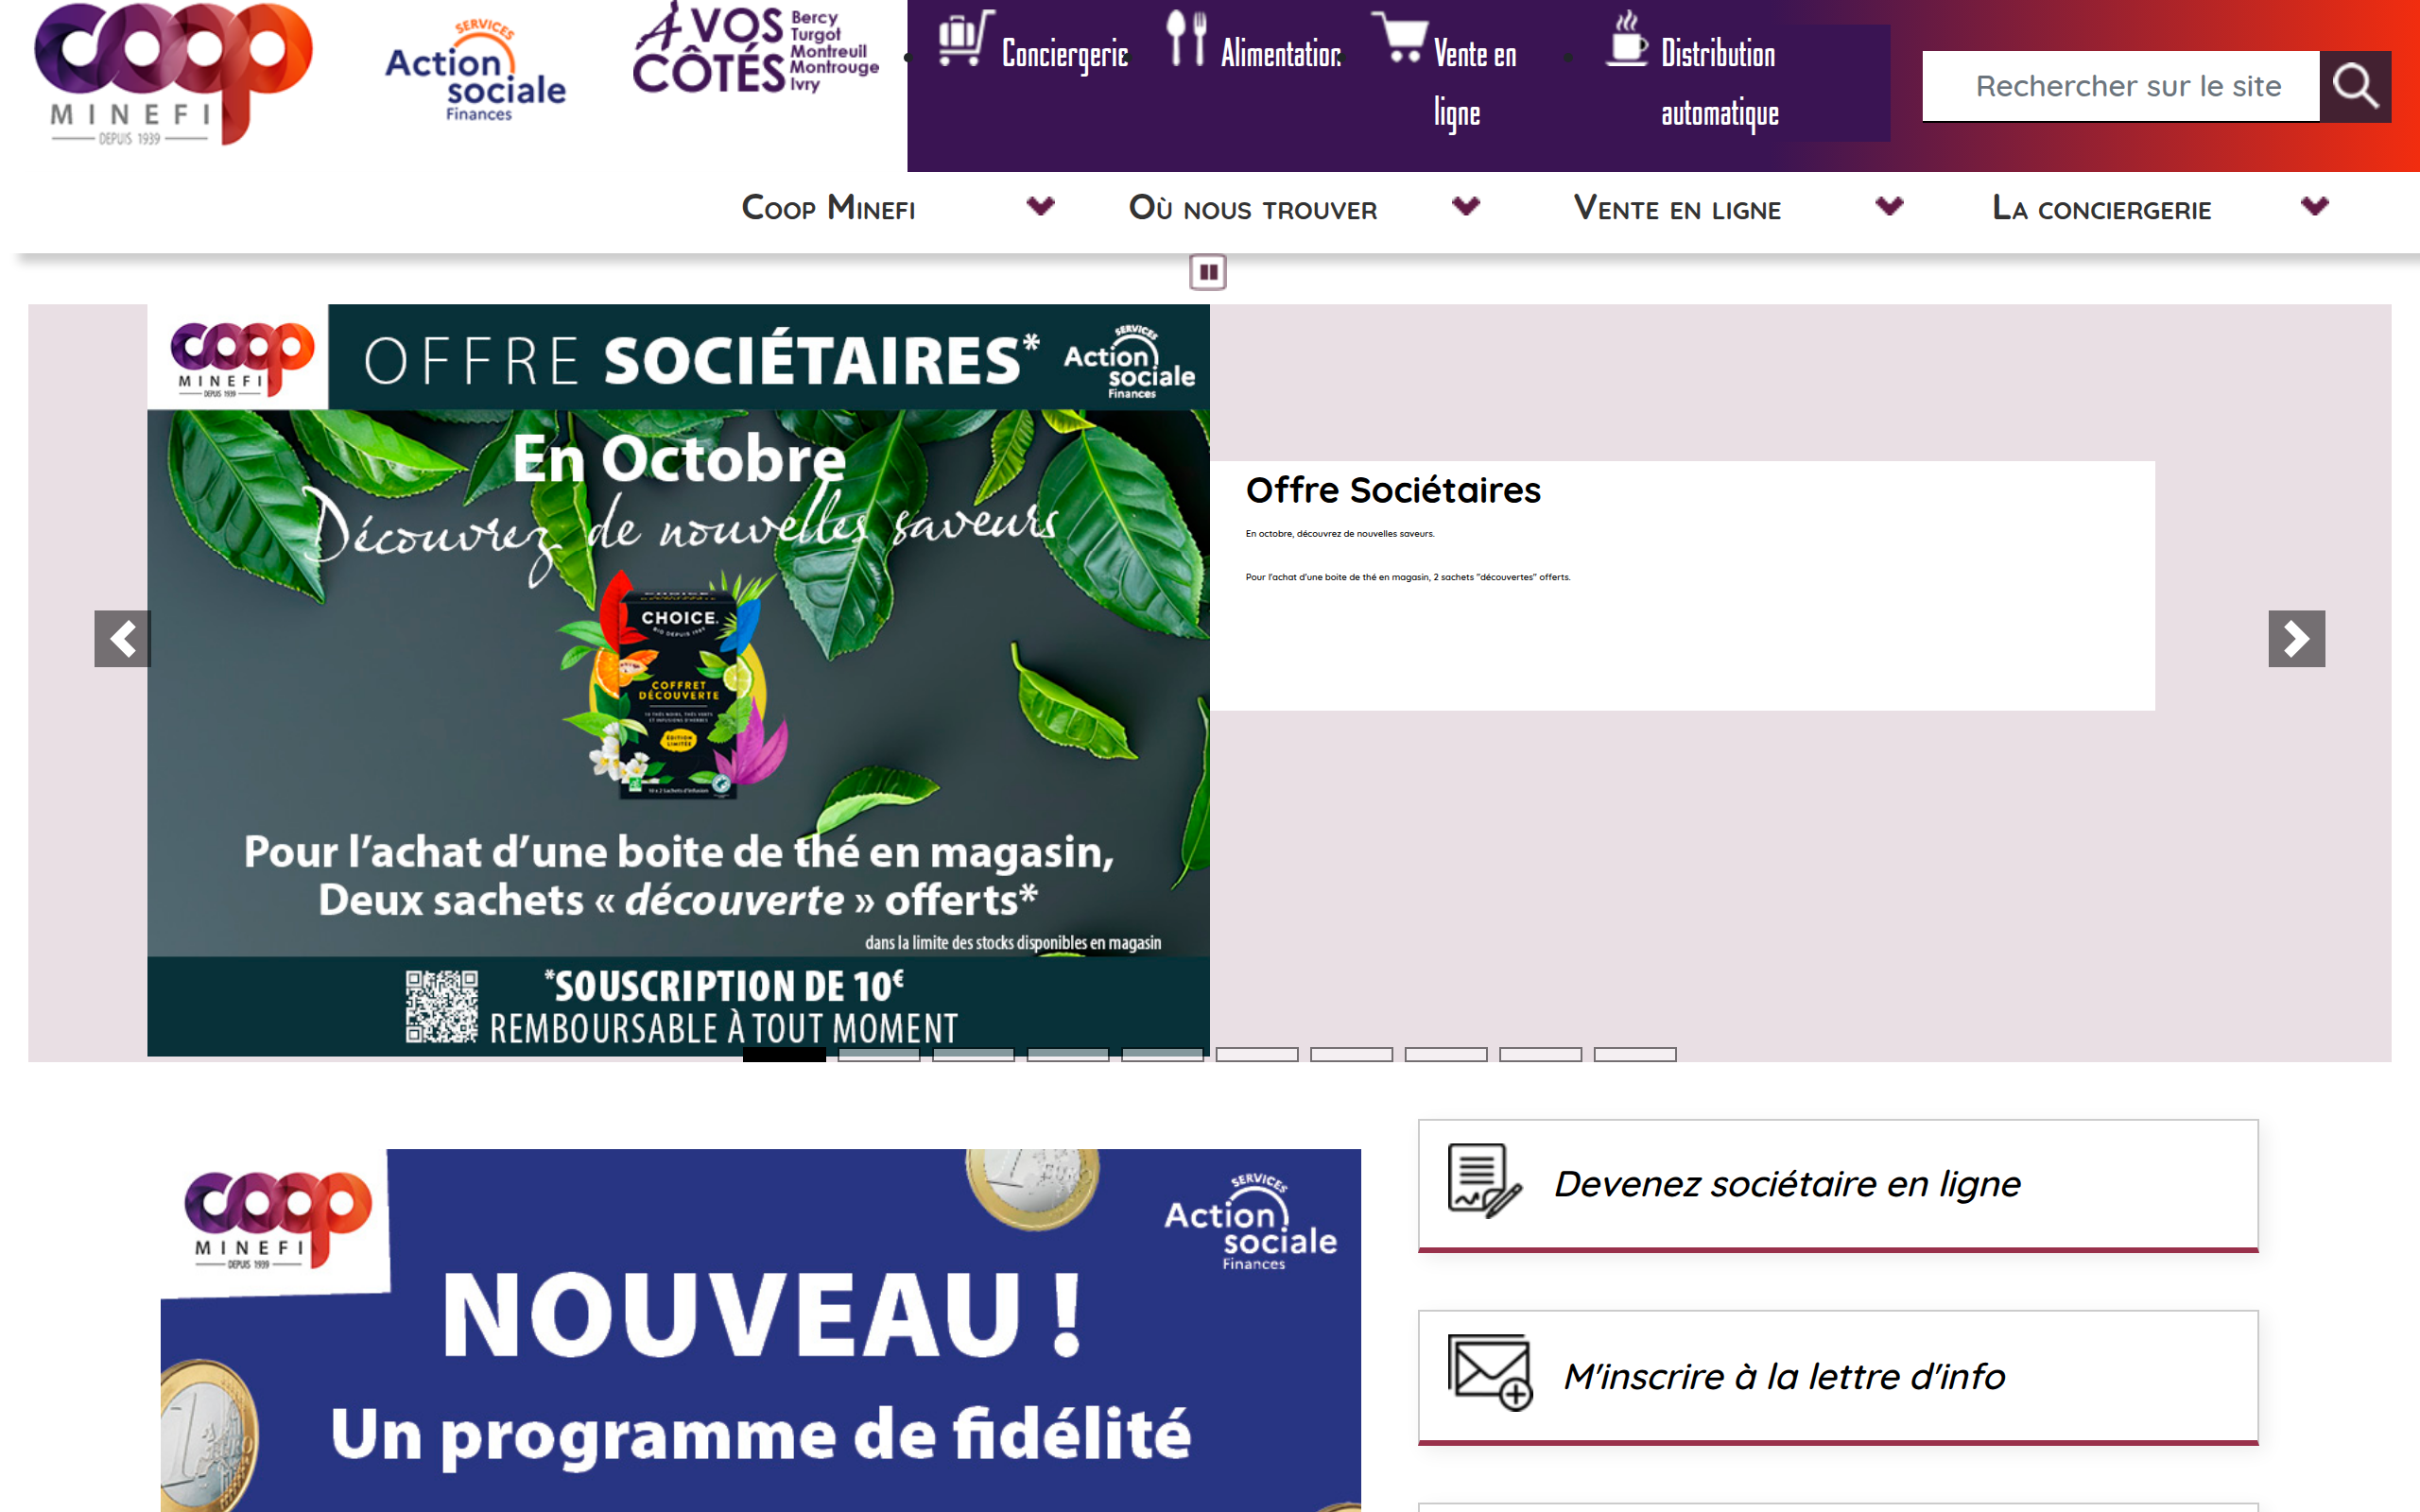 coop
MINEFI
DEPUIS 1939
SERVICES
Action
sociale
Finances
À VOS
CÔTÉS
Bercy
Turgot
Montreuil
Montrouge
Ivry
Conciergerie
Alimentation
Vente en
ligne
Distribution
automatique
Rechercher sur le site
Coop Minefi
Où nous trouver
Vente en ligne
La conciergerie
coop
MINEFI
DEPUIS 1939
OFFRE SOCIÉTAIRES*
SERVICES
Action
sociale
Finances
En Octobre
Découvrez de nouvelles saveurs
CHOICE.
BIO DEPUIS 1987
COFFRET
DÉCOUVERTE
ÉDITION
LIMITÉE
Pour l'achat d'une boite de thé en magasin,
Deux sachets « découverte » offerts*
dans la limite des stocks disponibles en magasin
*SOUSCRIPTION DE 10€
REMBOURSABLE À TOUT MOMENT
Offre Sociétaires
En octobre, découvrez de nouvelles saveurs.
Pour l'achat d'une boite de thé en magasin, 2 sachets "découvertes" offerts.
coop
MINEFI
DEPUIS 1939
SERVICES
Action
sociale
Finances
NOUVEAU !
Un programme de fidélité
Devenez sociétaire en ligne
M'inscrire à la lettre d'info